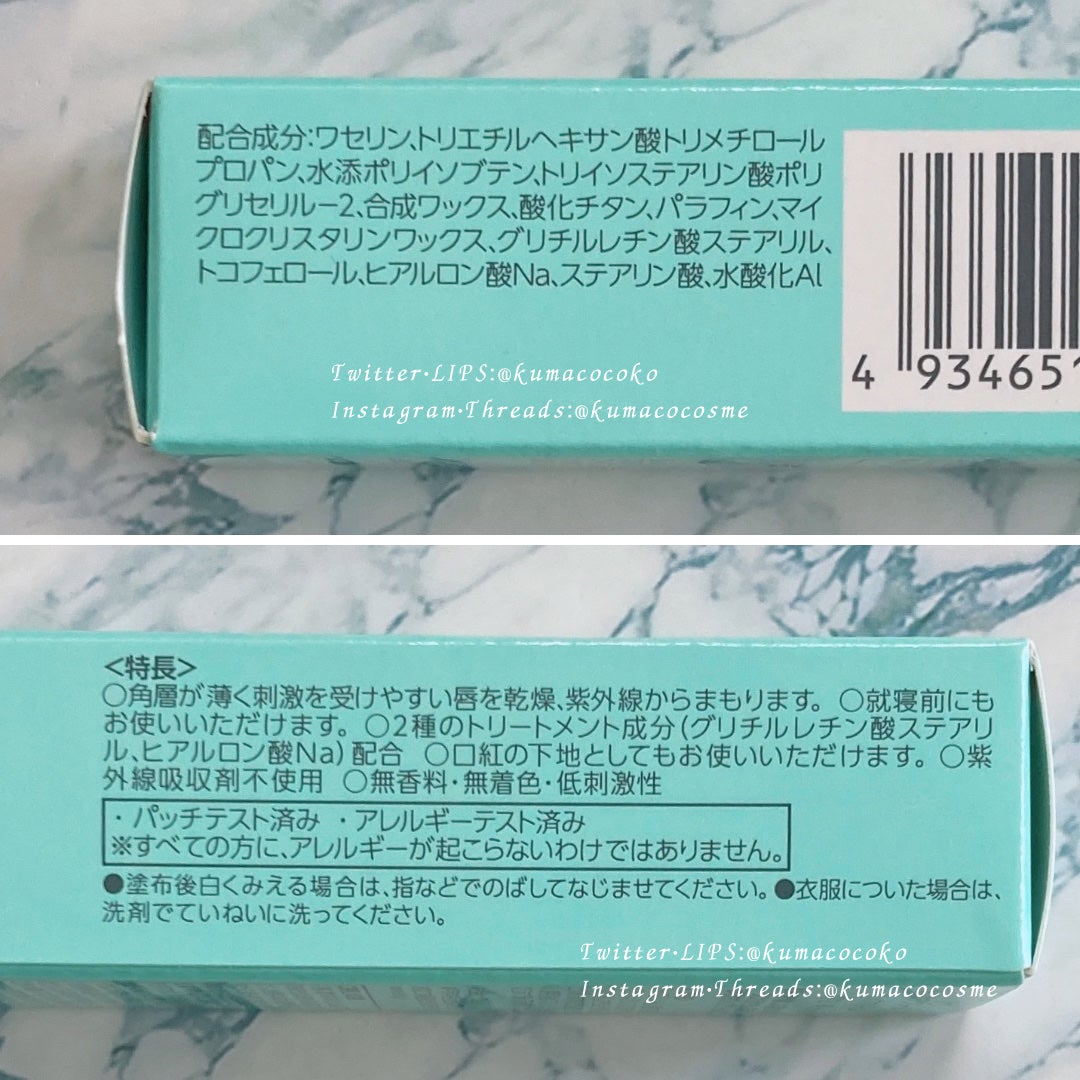 配合成分:ワセリン、トリエチルヘキサン酸トリメチロール
プロパン、水添ポリイソブテン、トリイソステアリン酸ポリ
グリセリル−2、合成ワックス、酸化チタン、パラフィン、マイ
クロクリスタリンワックス、グリチルレチン酸ステアリル、
トコフェロール、ヒアルロン酸Na、ステアリン酸、水酸化Al
4 934651
Twitter·LIPS:@kumacocoko
Instagram·Threads:@kumacocosme
<特長>
○角層が薄く刺激を受けやすい唇を乾燥、紫外線からまもります。 ○就寝前にも
お使いいただけます。 ○2種のトリートメント成分(グリチルレチン酸ステアリ
ル、ヒアルロン酸Na)配合 ○口紅の下地としてもお使いいただけます。 ○紫
外線吸収剤不使用 ○無香料・無着色・低刺激性
・パッチテスト済み ・アレルギーテスト済み
※すべての方に、アレルギーが起こらないわけではありません。
●塗布後白くみえる場合は、指などでのばしてなじませてください。●衣服についた場合は、
洗剤でていねいに洗ってください。
Twitter·LIPS:@kumacocoko
Instagram·Threads:@kumacocosme